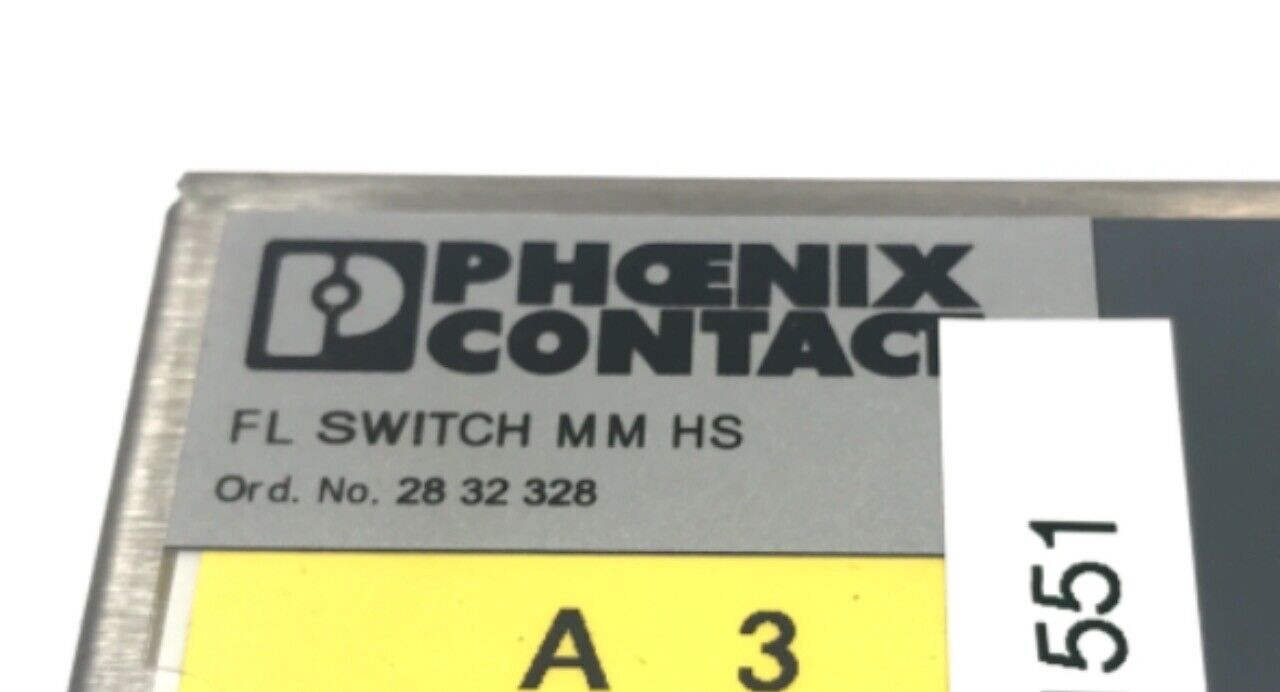 PHŒNIX
CONTACT
FL SWITCH MM HS
Ord. No. 28 32 328
A 3
551